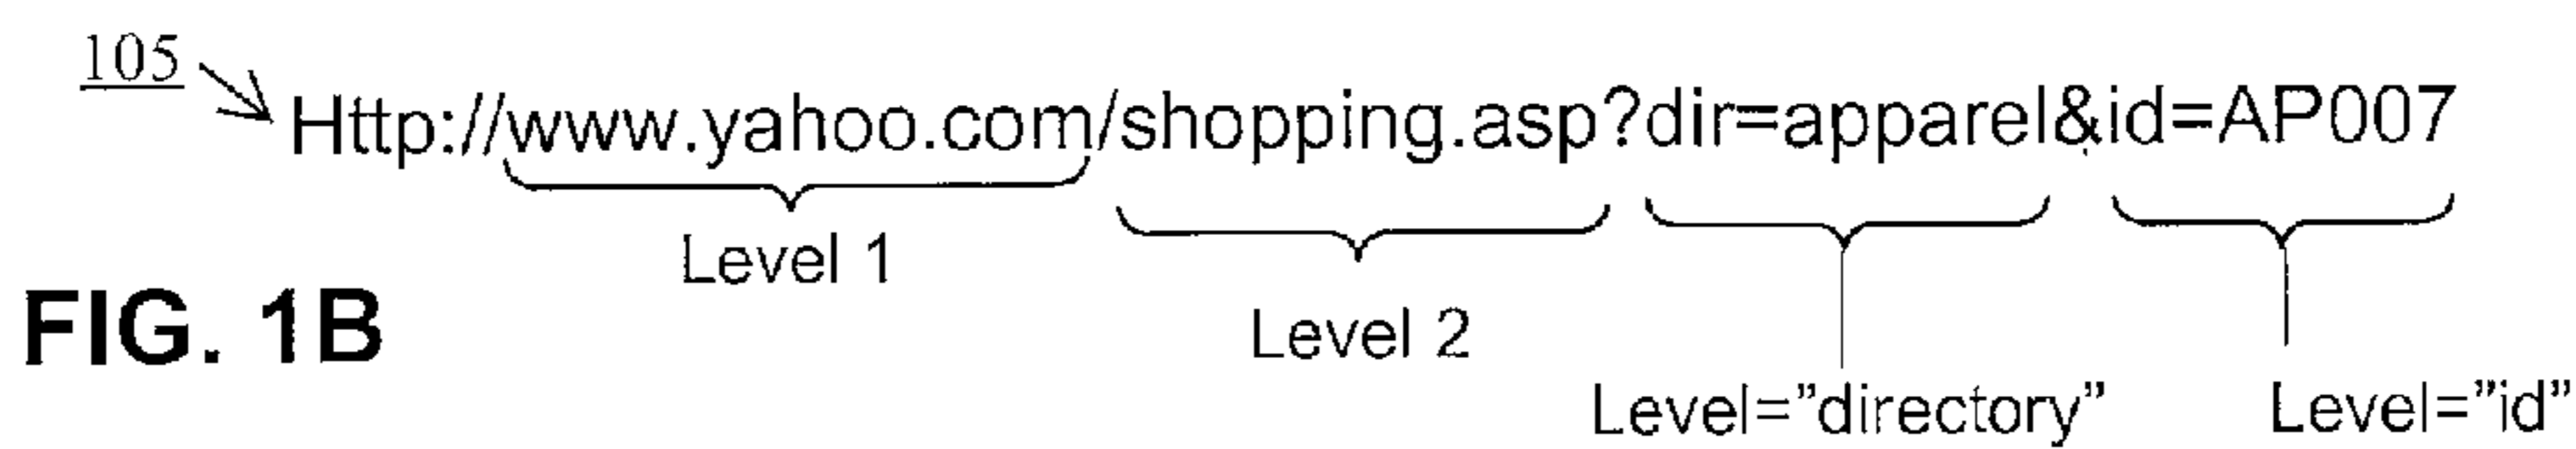 105
Http://www.yahoo.com/shopping.asp?dir=apparel&id=AP007
Level 1
Level 2
FIG. 1B
Level=”directory”
Level=”id”